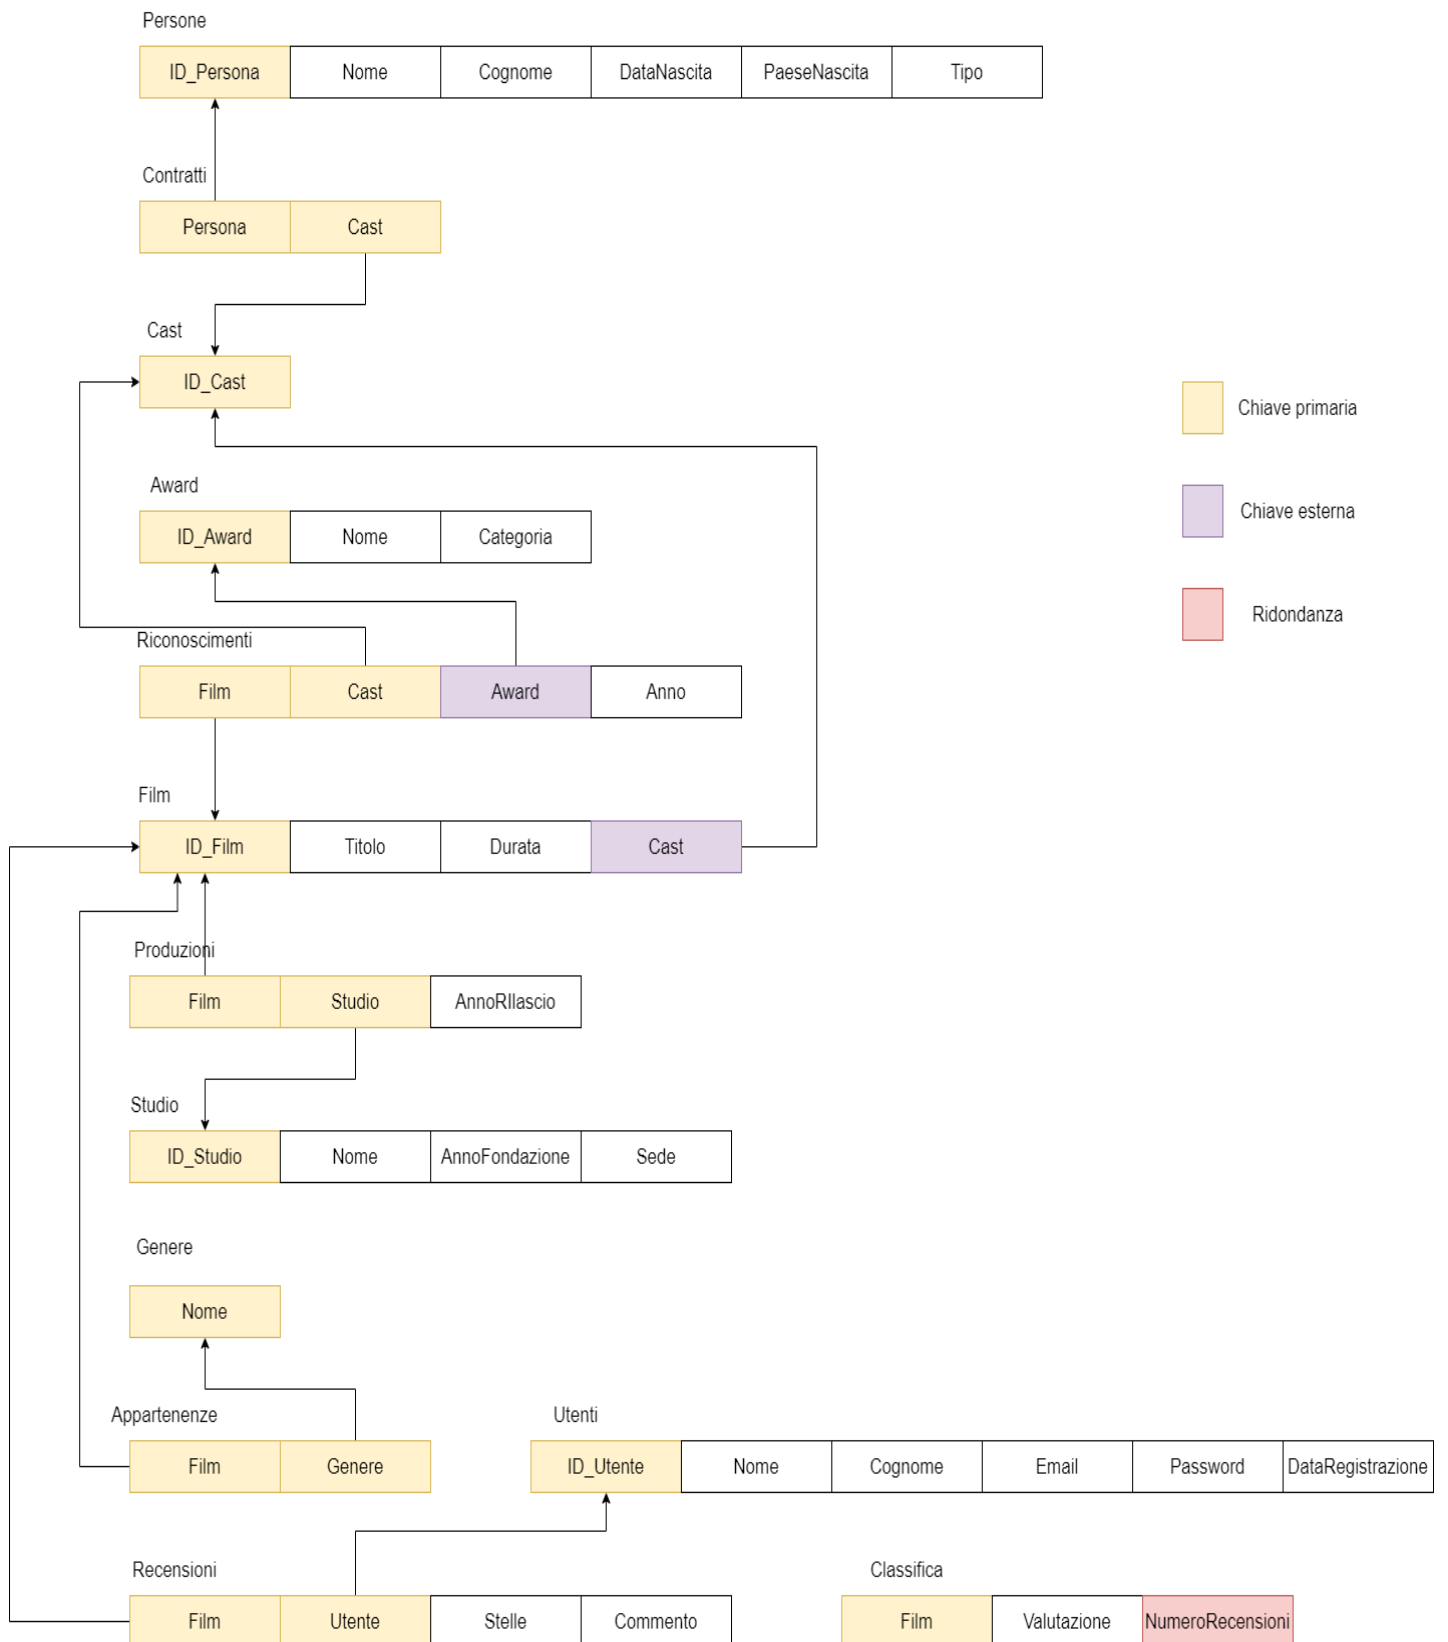 Persone
ID_Persona Nome Cognome DataNascita PaeseNascita Tipo
Contratti
Persona Cast
Cast
ID_Cast
Chiave primaria
Award
Chiave esterna
ID_Award Nome Categoria
Ridondanza
Riconoscimenti
Film Cast Award Anno
Film
ID_Film Titolo Durata Cast
Produzioni
Film Studio AnnoRIlascio
Studio
ID_Studio Nome AnnoFondazione Sede
Genere
Nome
Appartenenze Utenti
Film Genere ID_Utente Nome Cognome Email Password DataRegistrazione
Recensioni Classifica
Film Utente Stelle Commento Film Valutazione NumeroRecensioni